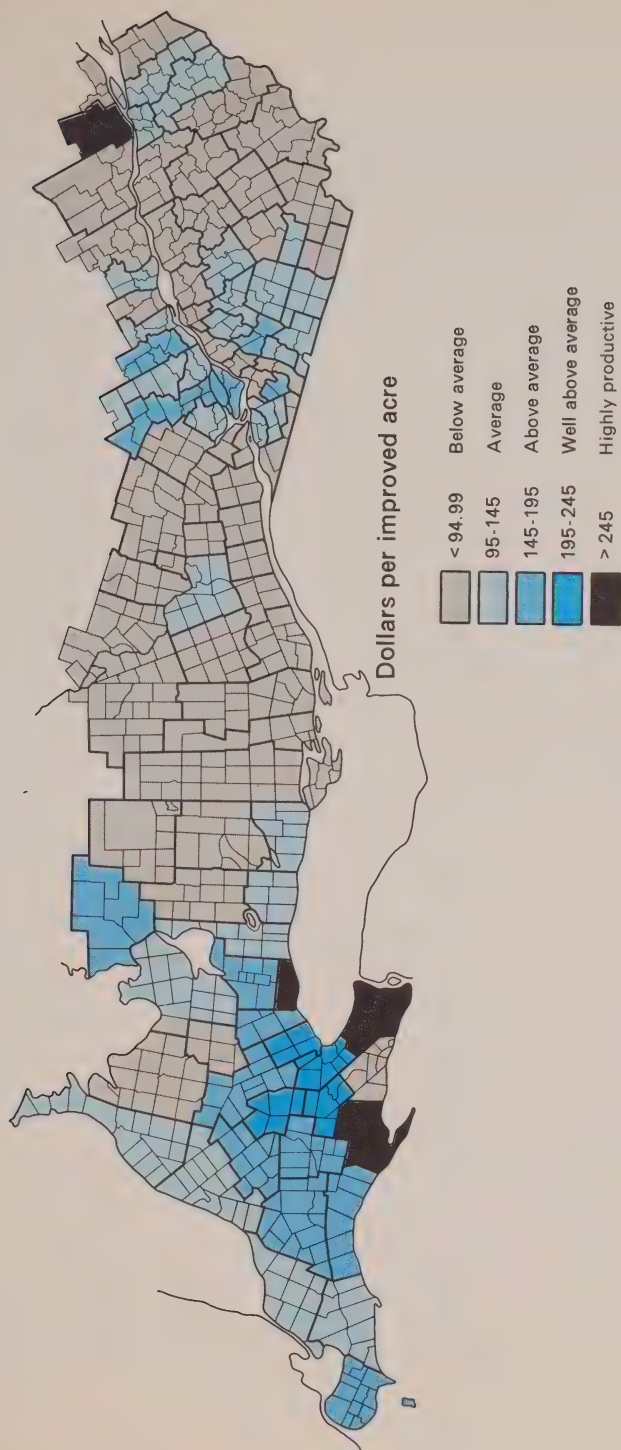 Dollars per improved acre
< 94.99 Below average
95-145 Average
145-195 Above average
195-245 Well above average
> 245 Highly productive